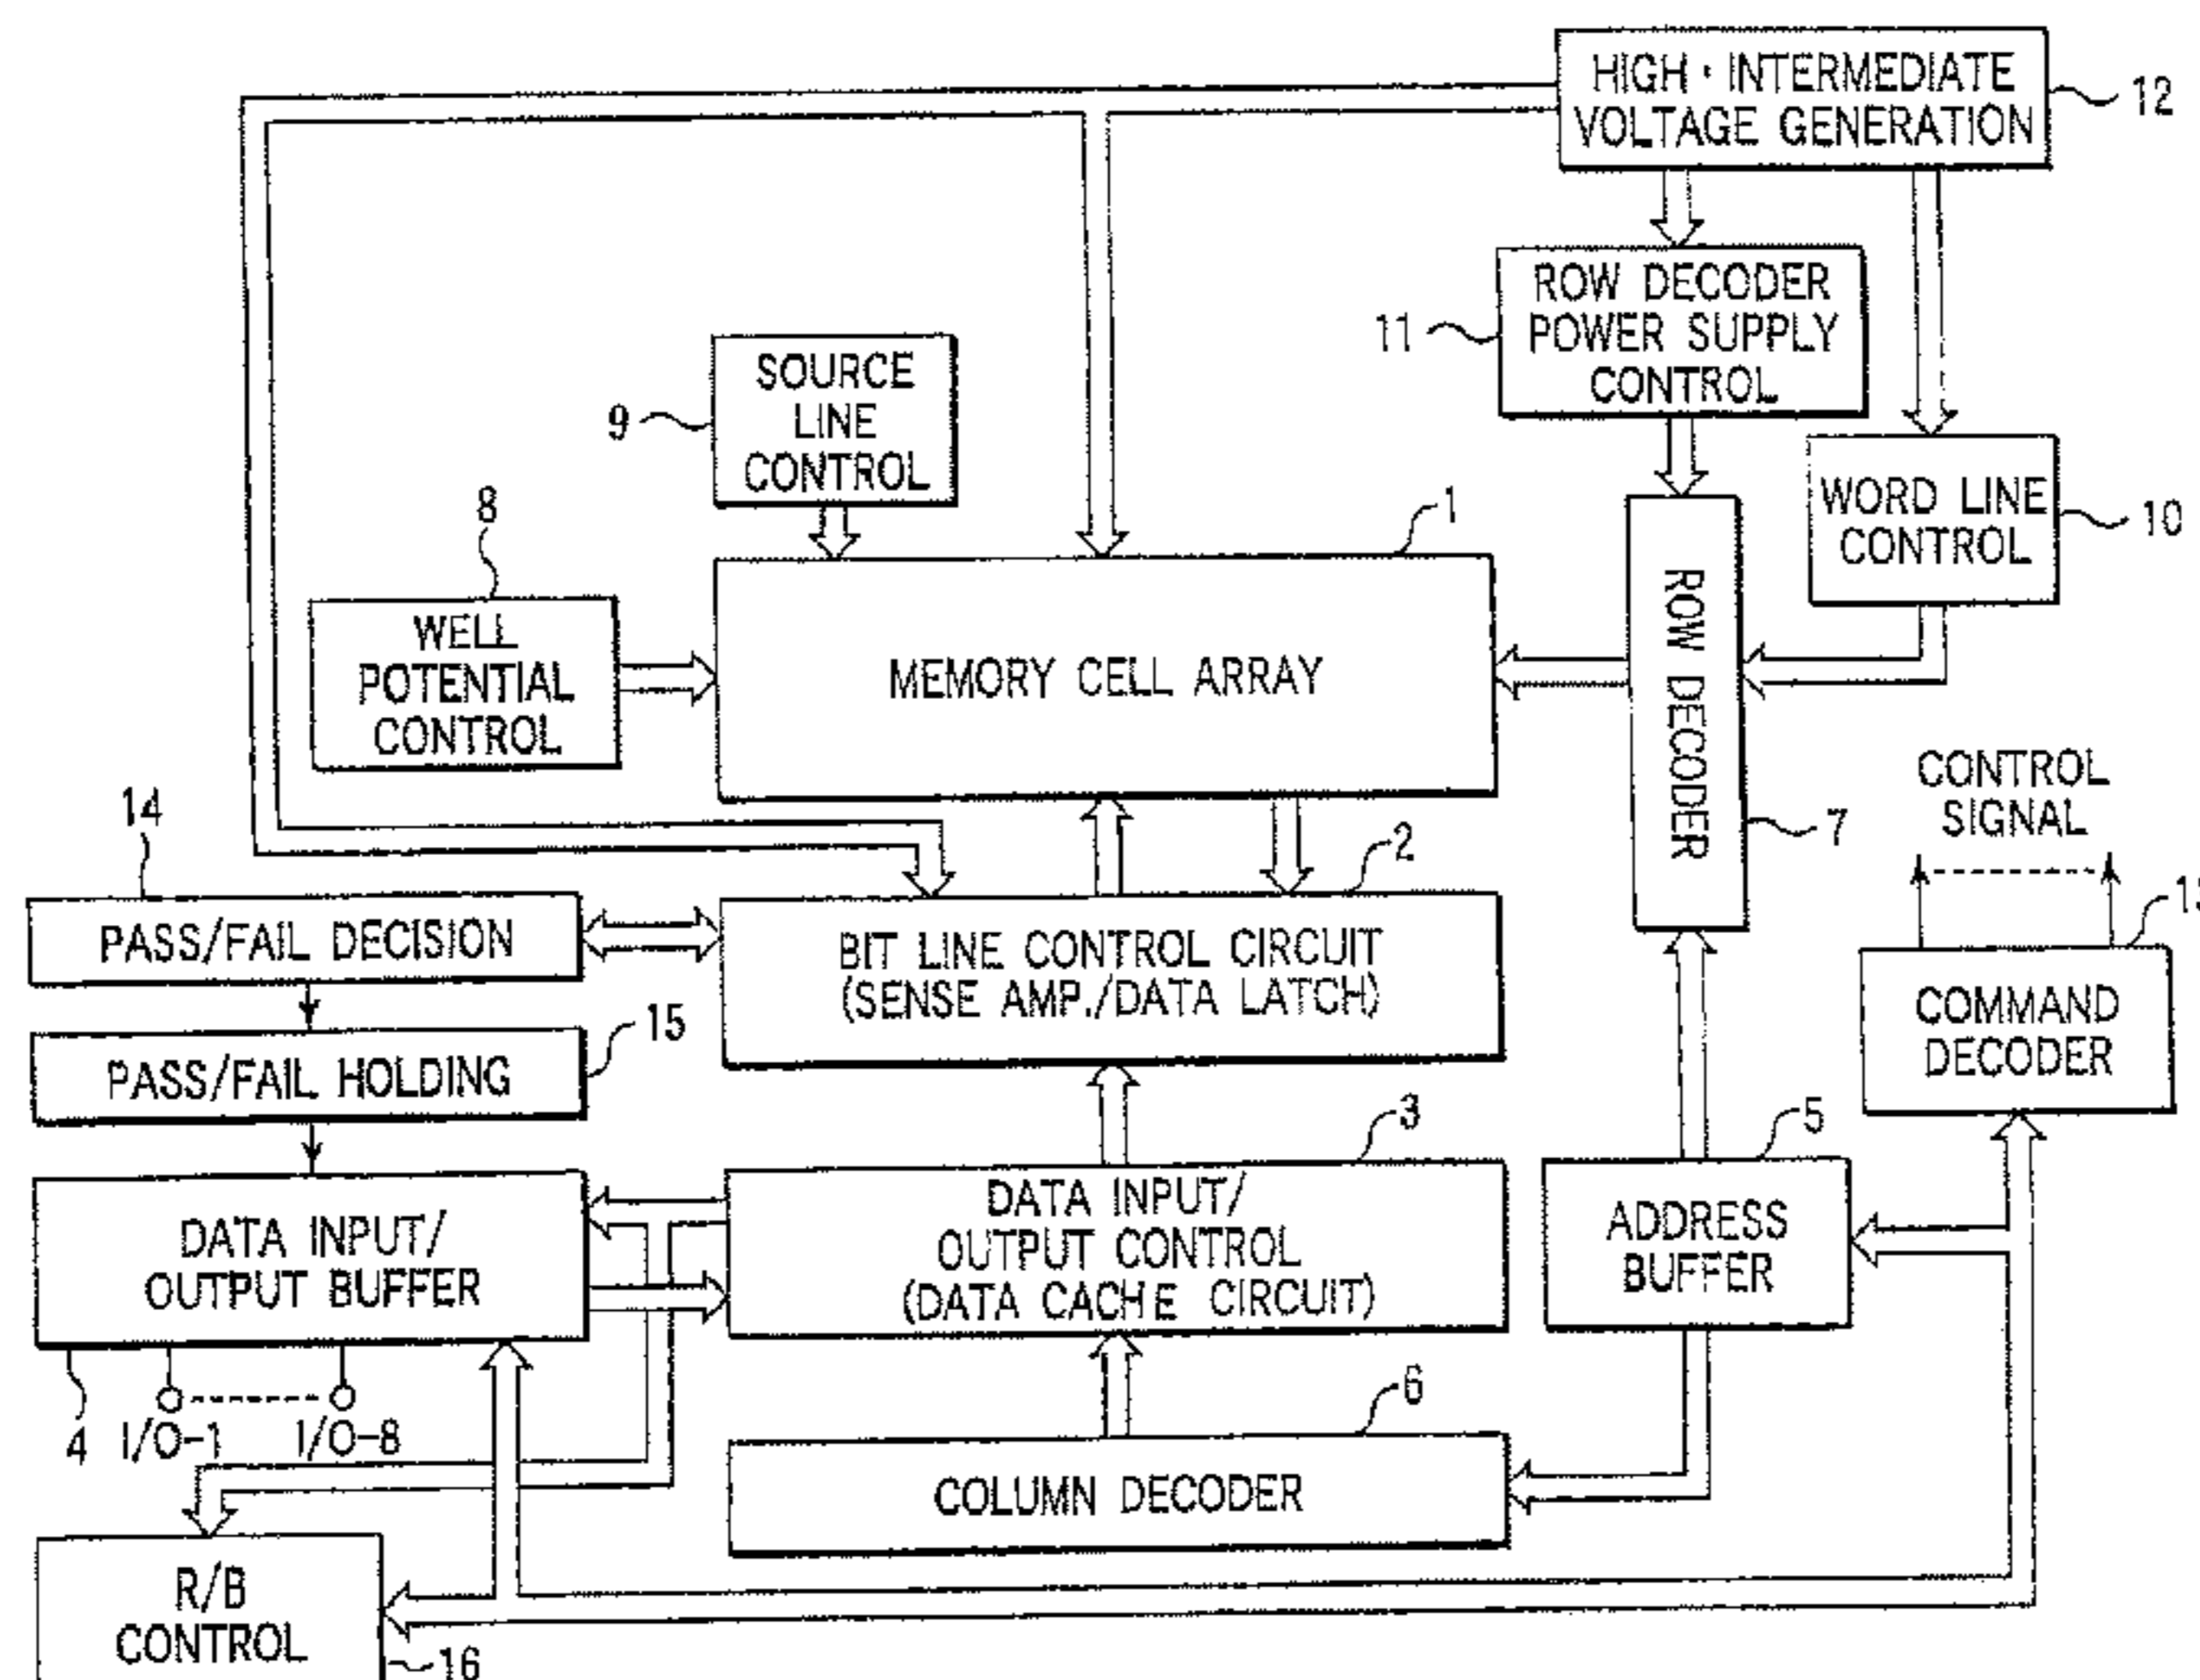 HIGH・INTERMEDIATE
VOLTAGE GENERATION
12
ROW DECODER
POWER SUPPLY
CONTROL
11
SOURCE
LINE
CONTROL
9
WORD LINE
CONTROL
10
8
WELL
POTENTIAL
CONTROL
1
MEMORY CELL ARRAY
ROW DECODER
7
CONTROL
SIGNAL
14
PASS/FAIL DECISION
2
BIT LINE CONTROL CIRCUIT
(SENSE AMP./DATA LATCH)
COMMAND
DECODER
15
PASS/FAIL HOLDING
3
DATA INPUT/
OUTPUT CONTROL
(DATA CACHE CIRCUIT)
5
ADDRESS
BUFFER
DATA INPUT/
OUTPUT BUFFER
4
I/O-1
I/O-8
6
COLUMN DECODER
R/B
CONTROL
16